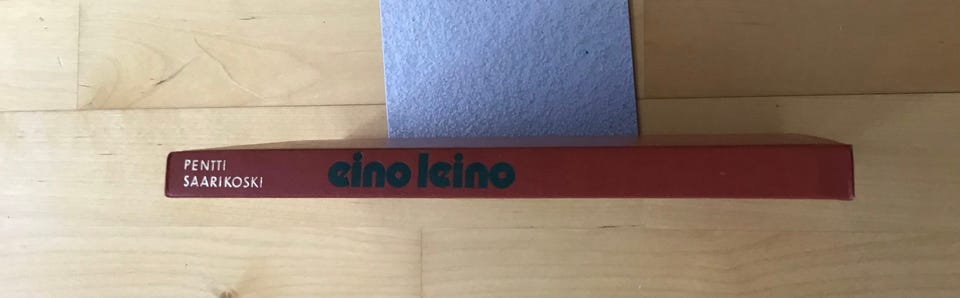 PENTTI
SAARIKOSKI
eino leino